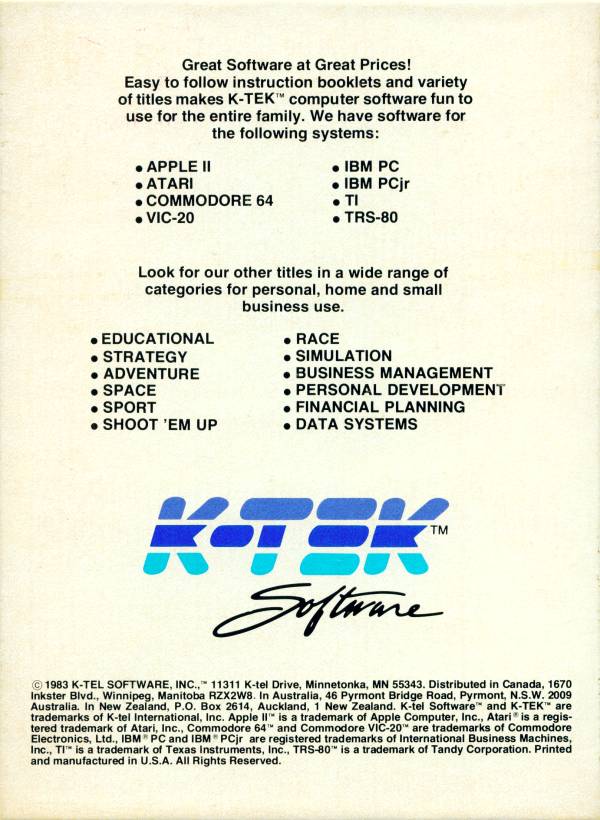 Great Software at Great Prices!
Easy to follow instruction booklets and variety
of titles makes K-TEK™ computer software fun to
use for the entire family. We have software for
the following systems:
• APPLE II
• ATARI
• COMMODORE 64
• VIC-20
• IBM PC
• IBM PCjr
• TI
• TRS-80
Look for our other titles in a wide range of
categories for personal, home and small
business use.
• EDUCATIONAL
• STRATEGY
• ADVENTURE
• SPACE
• SPORT
• SHOOT 'EM UP
• RACE
• SIMULATION
• BUSINESS MANAGEMENT
• PERSONAL DEVELOPMENT
• FINANCIAL PLANNING
• DATA SYSTEMS
K-TEK™
Software
© 1983 K-TEL SOFTWARE, INC.,™ 11311 K-tel Drive, Minnetonka, MN 55343. Distributed in Canada, 1670
Inkster Blvd., Winnipeg, Manitoba RZX2W8. In Australia, 46 Pyrmont Bridge Road, Pyrmont, N.S.W. 2009
Australia. In New Zealand, P.O. Box 2614, Auckland, 1 New Zealand. K-tel Software™ and K-TEK™ are
trademarks of K-tel International, Inc. Apple II™ is a trademark of Apple Computer, Inc., Atari® is a regis-
tered trademark of Atari, Inc., Commodore 64™ and Commodore VIC-20™ are trademarks of Commodore
Electronics, Ltd., IBM® PC and IBM® PCjr are registered trademarks of International Business Machines,
Inc., TI™ is a trademark of Texas Instruments, Inc., TRS-80™ is a trademark of Tandy Corporation. Printed
and manufactured in U.S.A. All Rights Reserved.